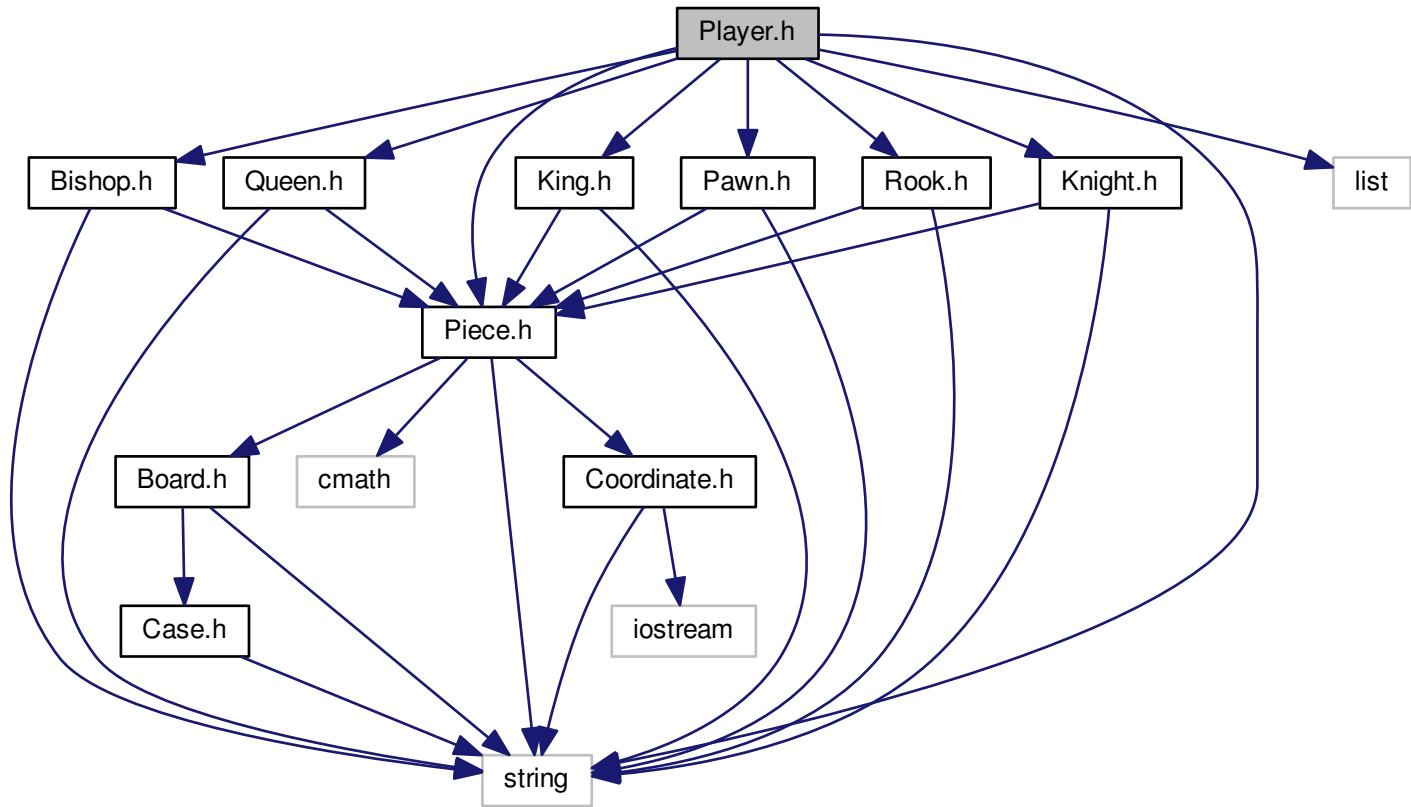 Player.h
Bishop.h
Queen.h
King.h
Pawn.h
Rook.h
Knight.h
list
Piece.h
Board.h
cmath
Coordinate.h
Case.h
iostream
string